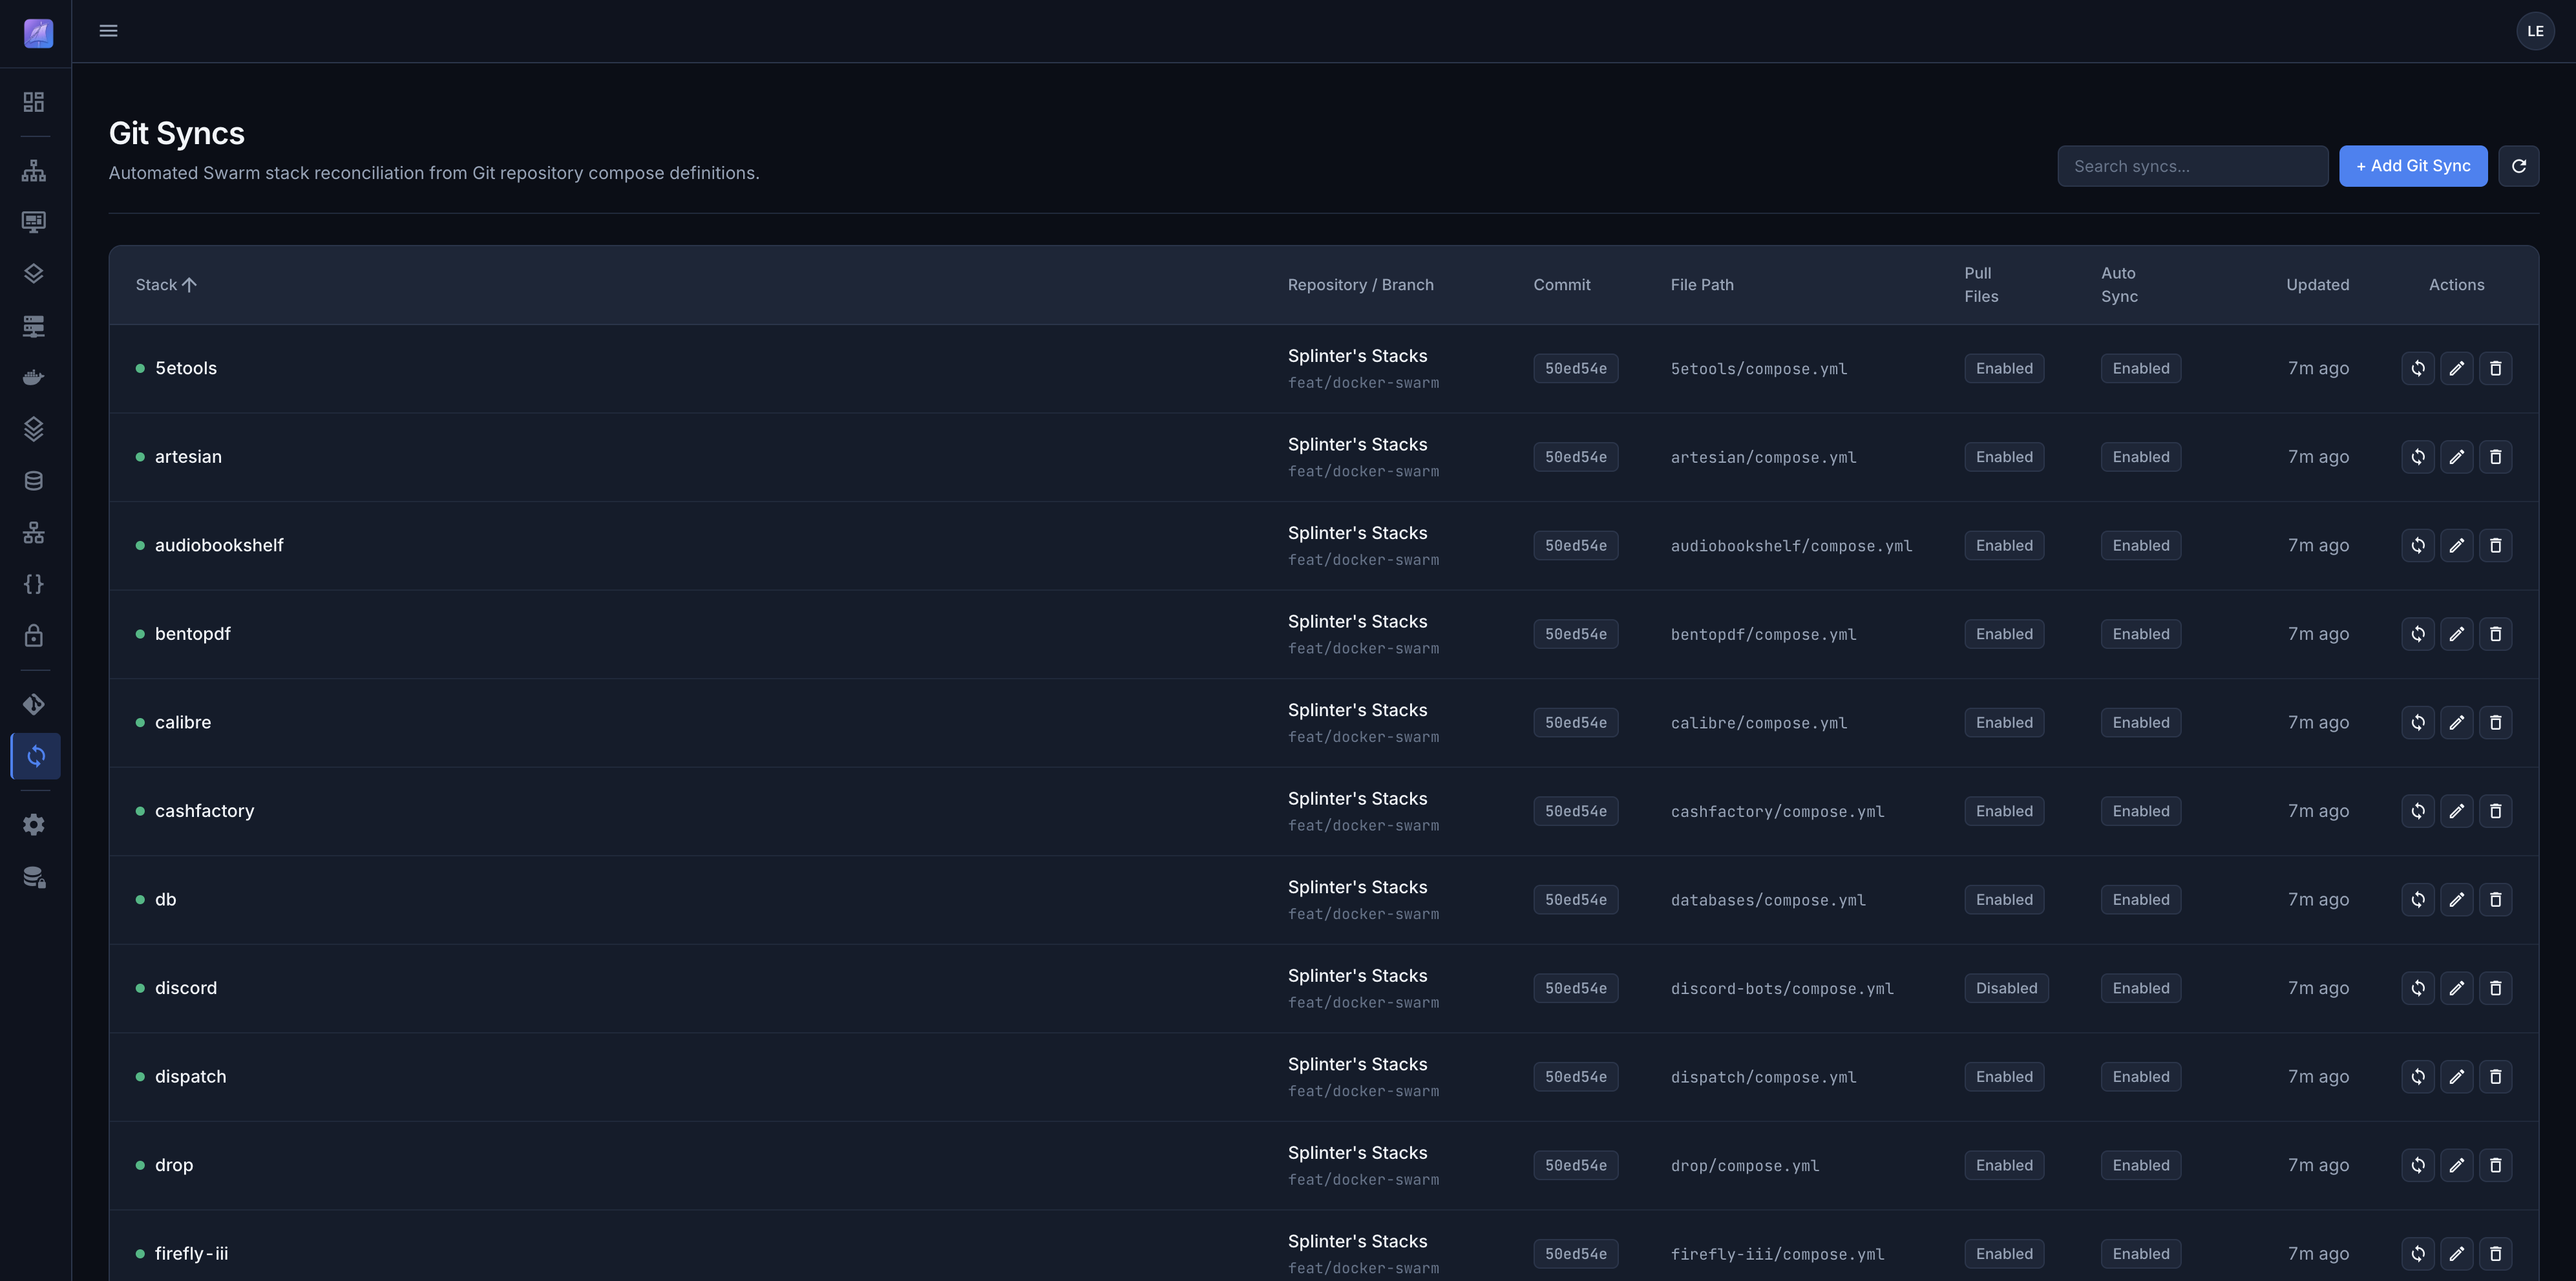 LE
Git Syncs
Automated Swarm stack reconciliation from Git repository compose definitions.
Search syncs...
+ Add Git Sync
Stack
Repository / Branch
Commit
File Path
Pull Files
Auto Sync
Updated
Actions
5etools
Splinter's Stacks
feat/docker-swarm
50ed54e
5etools/compose.yml
Enabled
Enabled
7m ago
artesian
Splinter's Stacks
feat/docker-swarm
50ed54e
artesian/compose.yml
Enabled
Enabled
7m ago
audiobookshelf
Splinter's Stacks
feat/docker-swarm
50ed54e
audiobookshelf/compose.yml
Enabled
Enabled
7m ago
bentopdf
Splinter's Stacks
feat/docker-swarm
50ed54e
bentopdf/compose.yml
Enabled
Enabled
7m ago
calibre
Splinter's Stacks
feat/docker-swarm
50ed54e
calibre/compose.yml
Enabled
Enabled
7m ago
cashfactory
Splinter's Stacks
feat/docker-swarm
50ed54e
cashfactory/compose.yml
Enabled
Enabled
7m ago
db
Splinter's Stacks
feat/docker-swarm
50ed54e
databases/compose.yml
Enabled
Enabled
7m ago
discord
Splinter's Stacks
feat/docker-swarm
50ed54e
discord-bots/compose.yml
Disabled
Enabled
7m ago
dispatch
Splinter's Stacks
feat/docker-swarm
50ed54e
dispatch/compose.yml
Enabled
Enabled
7m ago
drop
Splinter's Stacks
feat/docker-swarm
50ed54e
drop/compose.yml
Enabled
Enabled
7m ago
firefly-iii
Splinter's Stacks
feat/docker-swarm
50ed54e
firefly-iii/compose.yml
Enabled
Enabled
7m ago